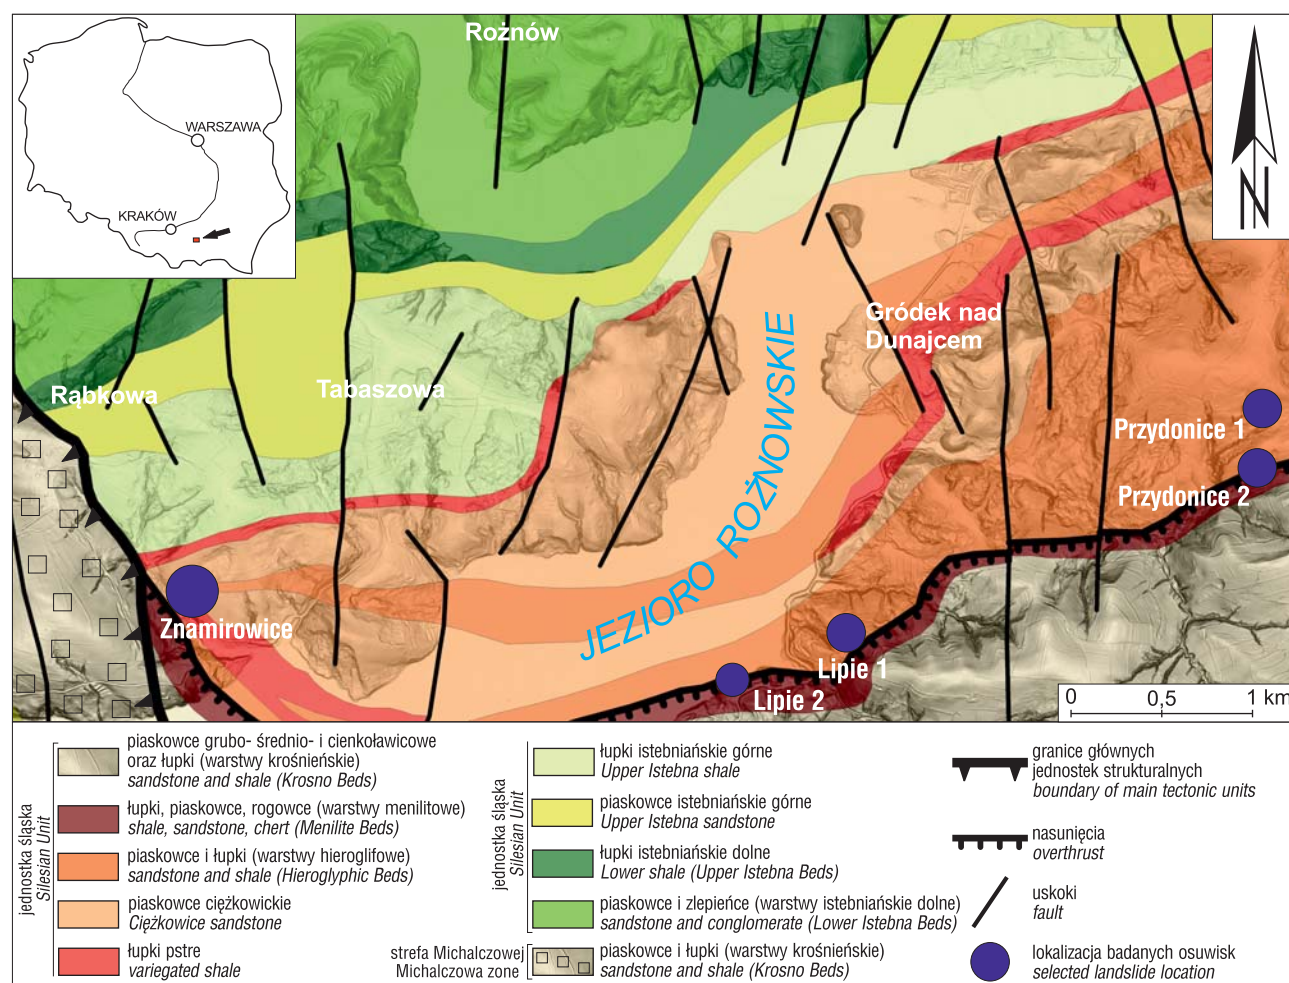 Rożnów
WARSZAWA
KRAKÓW
N
Gródek nad
Dunajcem
JEZIORO ROŻNOWSKIE
Rąbkowa
Tabaszowa
Przydonice 1
Przydonice 2
Znamirowice
Lipie 1
Lipie 2
0 0,5 1 km
jednostka śląska
Silesian Unit
piaskowce grubo- średnio- i cienkoławicowe
oraz łupki (warstwy krośnieńskie)
sandstone and shale (Krosno Beds)
łupki, piaskowce, rogowce (warstwy menilitowe)
shale, sandstone, chert (Menilite Beds)
piaskowce i łupki (warstwy hieroglifowe)
sandstone and shale (Hieroglyphic Beds)
piaskowce ciężkowickie
Ciężkowice sandstone
łupki pstre
variegated shale
jednostka śląska
Silesian Unit
łupki istebniańskie górne
Upper Istebna shale
piaskowce istebniańskie górne
Upper Istebna sandstone
łupki istebniańskie dolne
Lower shale (Upper Istebna Beds)
piaskowce i zlepieńce (warstwy istebniańskie dolne)
sandstone and conglomerate (Lower Istebna Beds)
strefa Michalczowej
Michalczowa zone
piaskowce i łupki (warstwy krośnieńskie)
sandstone and shale (Krosno Beds)
granice głównych
jednostek strukturalnych
boundary of main tectonic units
nasunięcia
overthrust
uskoki
fault
lokalizacja badanych osuwisk
selected landslide location